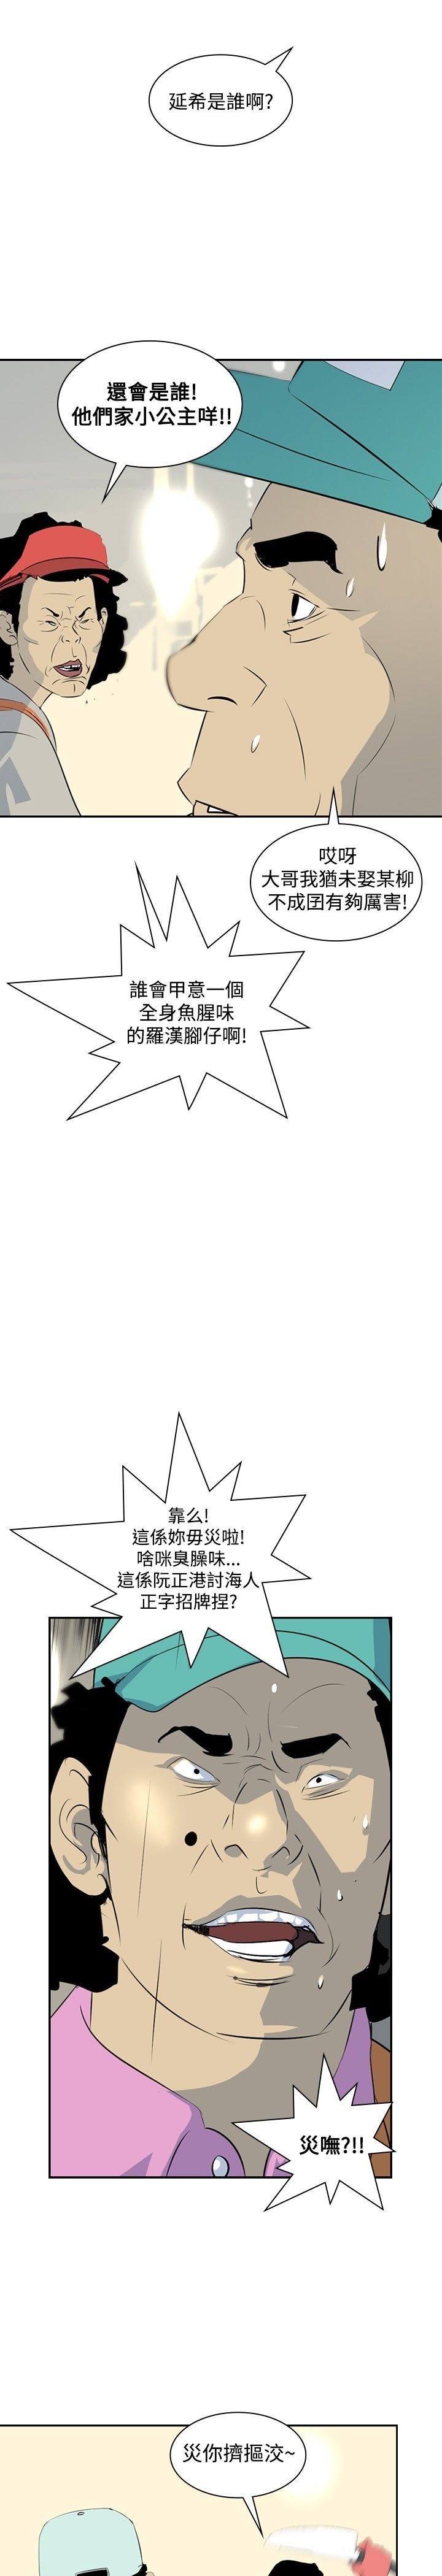 延希是誰啊?
還會是誰!
他們家小公主咩!!
哎呀
大哥我猶未娶某柳
不成囝有夠厲害!
誰會甲意一個
全身魚腥味
的羅漢腳仔啊!
靠么!
這係妳毋災啦!
啥咪臭臊味...
這係阮正港討海人
正字招牌捏?
災嘸?!!
災你擠摳洨~